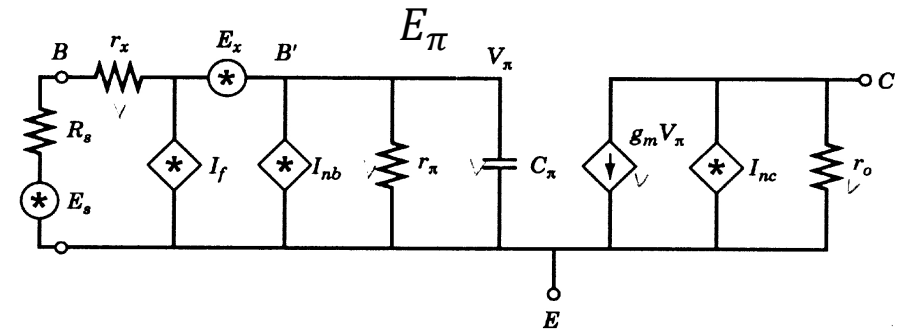 E_π
B r_x E_x B' V_π
C
R_s I_f I_nb r_π C_π g_m V_π I_nc r_o
E_s
E